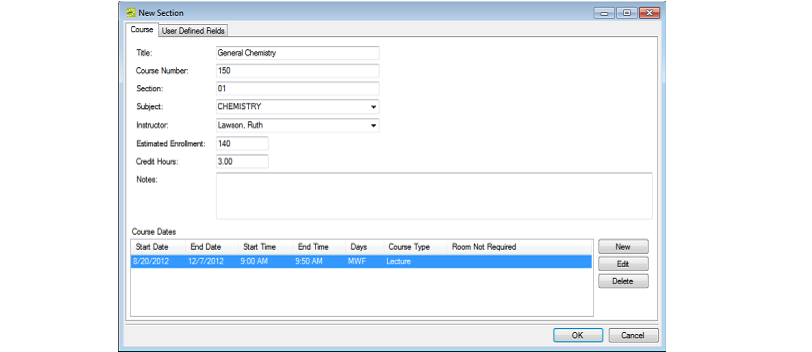 New Section
Course User Defined Fields
Title: General Chemistry
Course Number: 150
Section: 01
Subject: CHEMISTRY
Instructor: Lawson, Ruth
Estimated Enrollment: 140
Credit Hours: 3.00
Notes:
Course Dates
Start Date End Date Start Time End Time Days Course Type Room Not Required New
8/20/2012 12/7/2012 9:00 AM 9:50 AM MWF Lecture Edit
Delete
OK Cancel